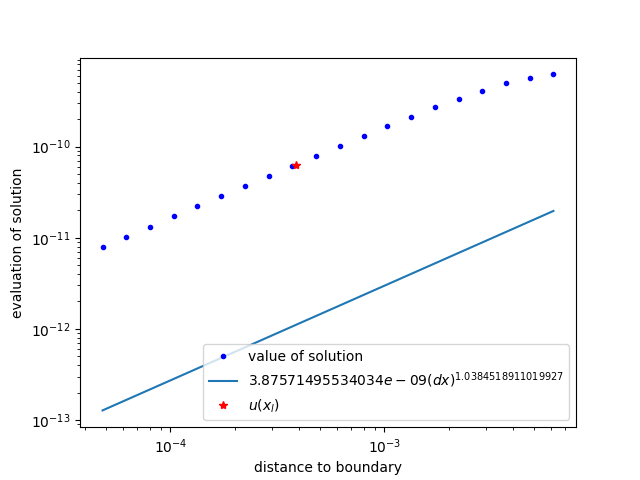 evaluation of solution
10⁻¹⁰
10⁻¹¹
10⁻¹²
10⁻¹³
value of solution
3.87571495534034e − 09(dx)^1.0384518911019927
u(x_l)
10⁻⁴
10⁻³
distance to boundary